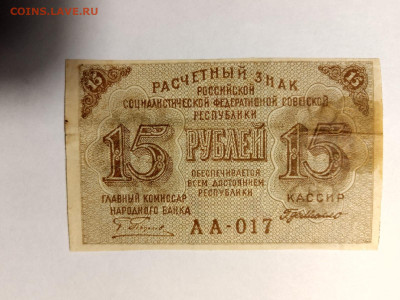 COINS.LAVE.RU
РАСЧЕТНЫЙ ЗНАК
15 15
РОССИЙСКОЙ
СОЦИАЛИСТИЧЕСКОЙ ФЕДЕРАТИВНОЙ СОВЕТСКОЙ
РЕСПУБЛИКИ
15 РУБЛЕЙ 15
ОБЕСПЕЧИВАЕТСЯ
ВСЕМ ДОСТОЯНИЕМ
РЕСПУБЛИКИ
ГЛАВНЫЙ КОМИСАР
НАРОДНОГО БАНКА
КАССИР
АА-017